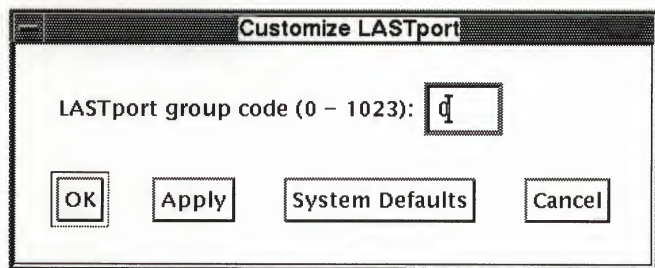 Customize LASTport
LASTport group code (0 – 1023): 0
OK Apply System Defaults Cancel